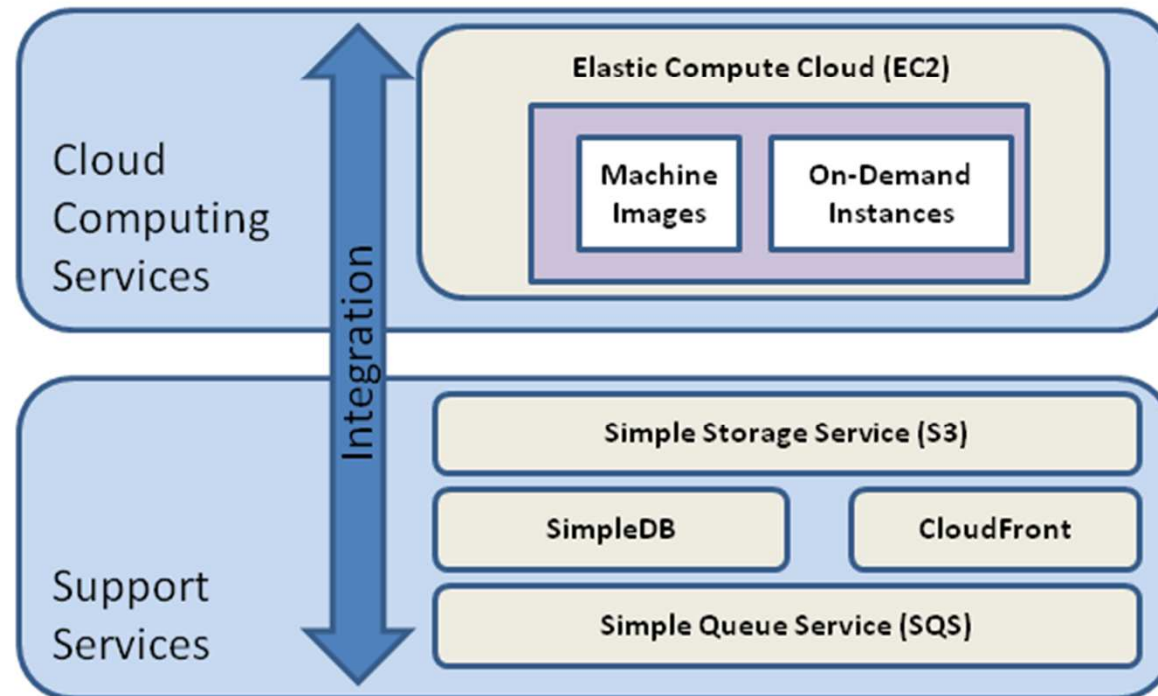 Cloud
Computing
Services
Elastic Compute Cloud (EC2)
Machine
Images
On-Demand
Instances
Integration
Support
Services
Simple Storage Service (S3)
SimpleDB
CloudFront
Simple Queue Service (SQS)